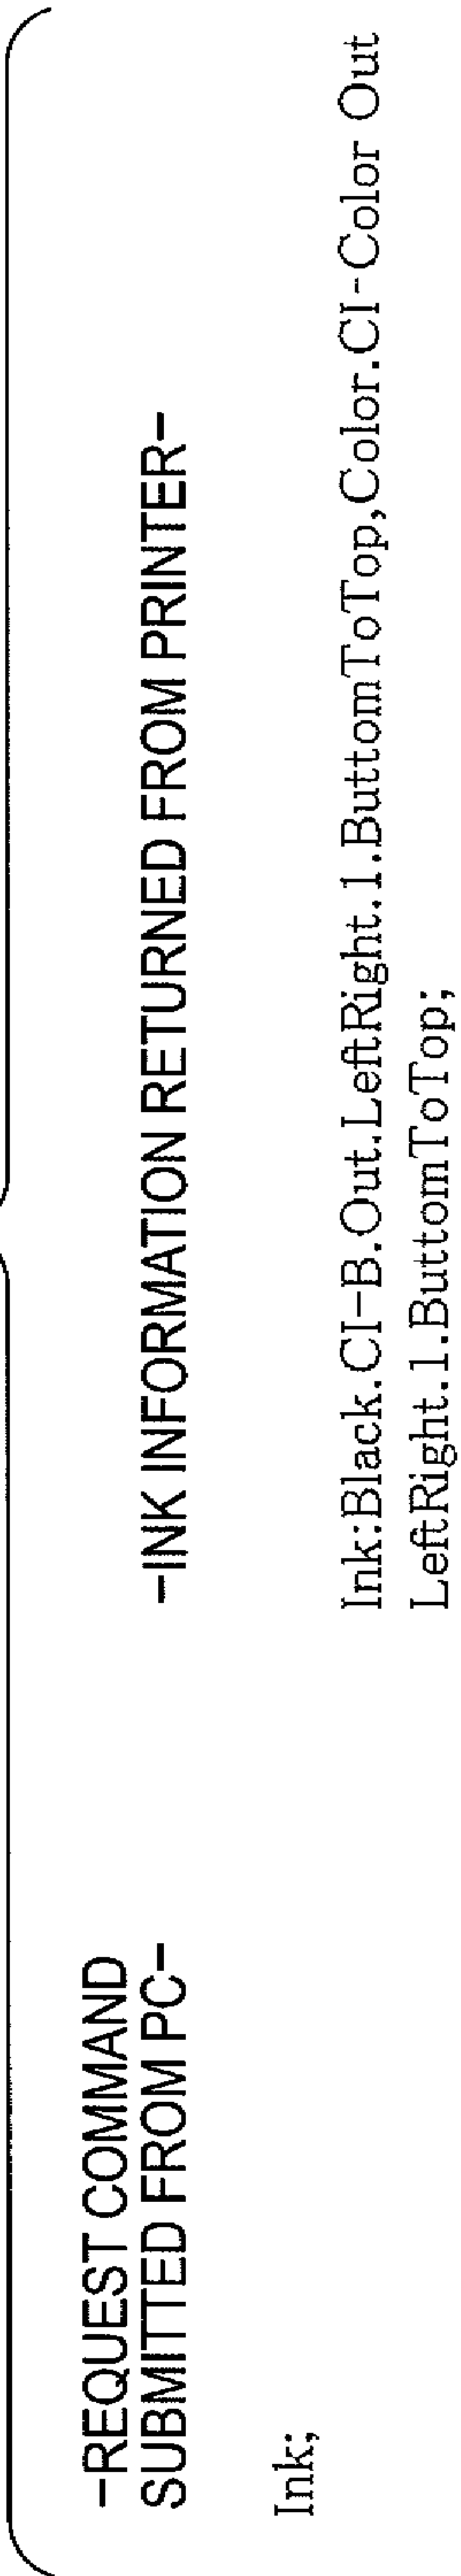 -REQUEST COMMAND
SUBMITTED FROM PC-
Ink;
-INK INFORMATION RETURNED FROM PRINTER-
Ink:Black.CI-B.Out.LeftRight.1.ButtomToTop,Color.CI-Color Out
LeftRight.1.ButtomToTop;